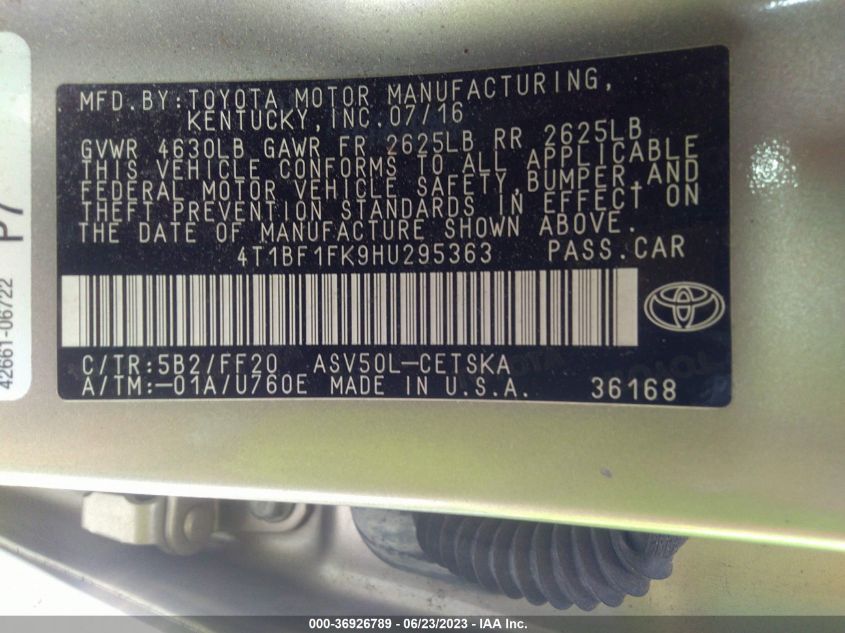 MFD.BY:TOYOTA MOTOR MANUFACTURING,
KENTUCKY,INC.07/16
GVWR 4630LB GAWR FR 2625LB RR 2625LB
THIS VEHICLE CONFORMS TO ALL APPLICABLE
FEDERAL MOTOR VEHICLE SAFETY,BUMPER AND
THEFT PREVENTION STANDARDS IN EFFECT ON
THE DATE OF MANUFACTURE SHOWN ABOVE.
4T1BF1FK9HU295363 PASS.CAR
C/TR:5B2/FF20 ASV50L-CETSKA
A/TM:-01A/U760E MADE IN U.S.A. 36168
P7
42661-06722
000-36926789 - 06/23/2023 - IAA Inc.